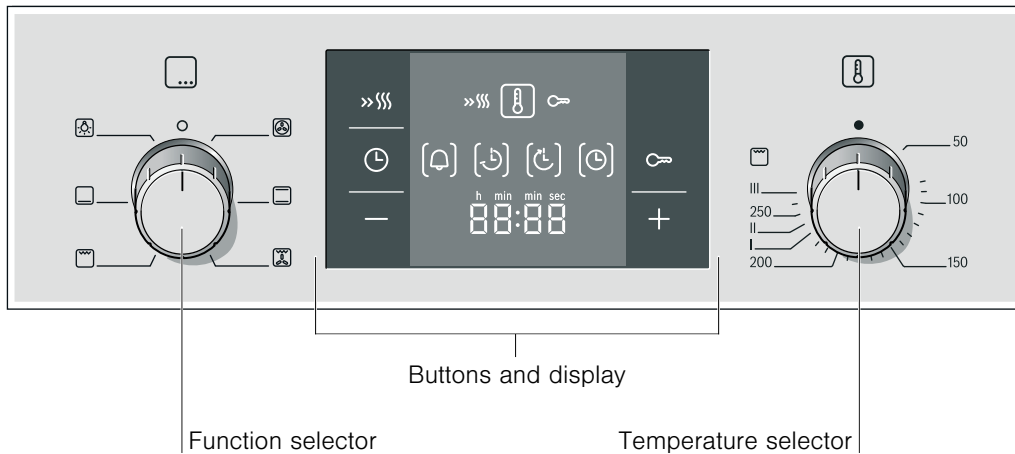 h min min sec
88:88
50
100
150
200
I
II
250
III
Buttons and display
Function selector
Temperature selector